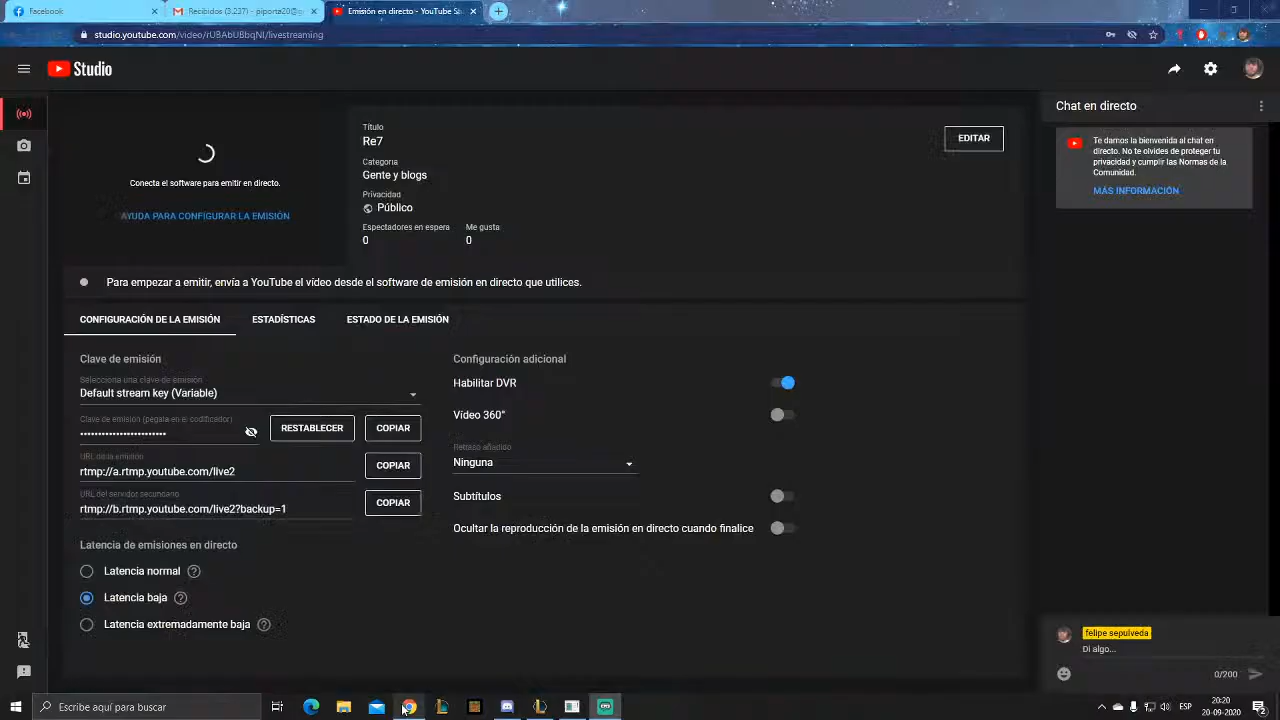 Facebook
Recibidos (3.237) - piporta20@g
Emisión en directo - YouTube S
studio.youtube.com/video/rUBAbUBbqNI/livestreaming
Studio
Conecta el software para emitir en directo.
AYUDA PARA CONFIGURAR LA EMISIÓN
Título
Re7
Categoría
Gente y blogs
Privacidad
Público
Espectadores en espera
Me gusta
0
0
EDITAR
Chat en directo
Te damos la bienvenida al chat en
directo. No te olvides de proteger tu
privacidad y cumplir las Normas de la
Comunidad.
MÁS INFORMACIÓN
Para empezar a emitir, envía a YouTube el vídeo desde el software de emisión en directo que utilices.
CONFIGURACIÓN DE LA EMISIÓN
ESTADÍSTICAS
ESTADO DE LA EMISIÓN
Clave de emisión
Selecciona una clave de emisión
Default stream key (Variable)
Clave de emisión (pégala en el codificador)
RESTABLECER
COPIAR
URL de la emisión
rtmp://a.rtmp.youtube.com/live2
COPIAR
URL del servidor secundario
rtmp://b.rtmp.youtube.com/live2?backup=1
COPIAR
Latencia de emisiones en directo
Latencia normal
Latencia baja
Latencia extremadamente baja
Configuración adicional
Habilitar DVR
Vídeo 360°
Retraso añadido
Ninguna
Subtítulos
Ocultar la reproducción de la emisión en directo cuando finalice
felipe sepulveda
Di algo...
0/200
Escribe aquí para buscar
ESP
20:20
20-09-2020
2